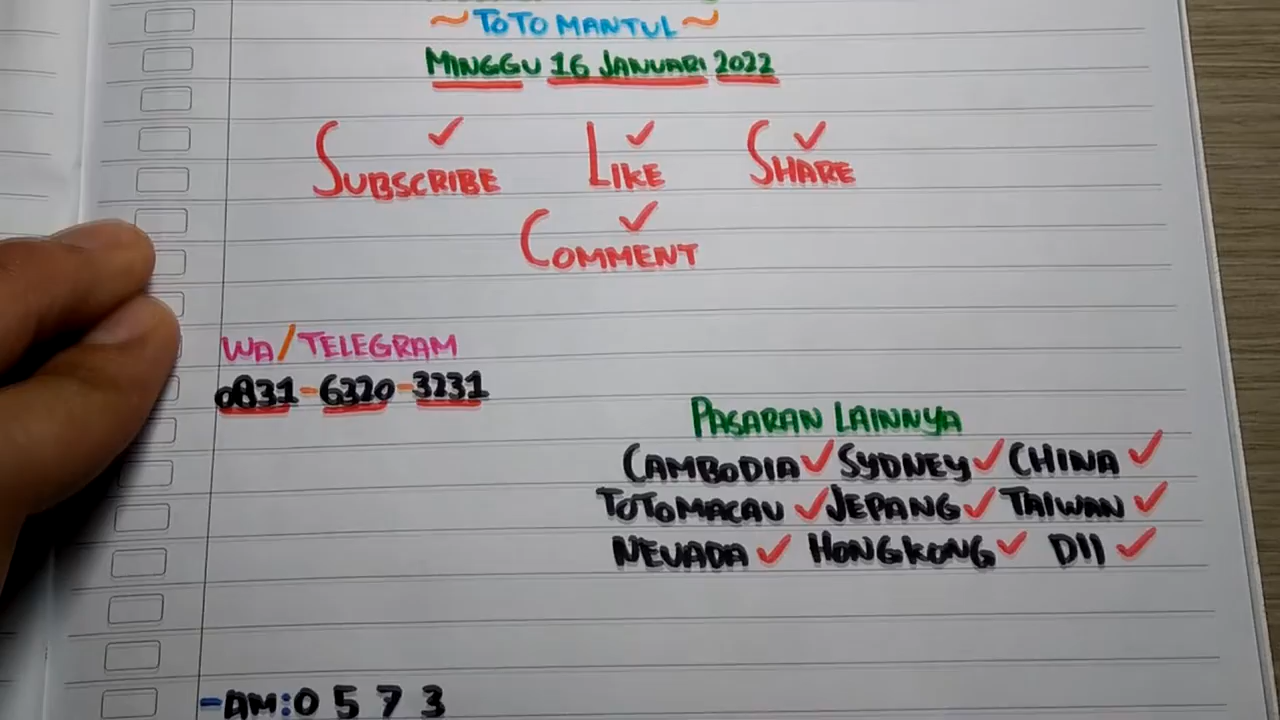 ~TOTO MANTUL~
MINGGU 16 JANUARI 2022
SUBSCRIBE ✓ LIKE ✓ SHARE ✓
COMMENT ✓
WA/TELEGRAM
0831-6320-3231
PASARAN LAINNYA
CAMBODIA ✓ SYDNEY ✓ CHINA ✓
TOTOMACAU ✓ JEPANG ✓ TAIWAN ✓
NEVADA ✓ HONGKONG ✓ Dll ✓
-AM:0 5 7 3